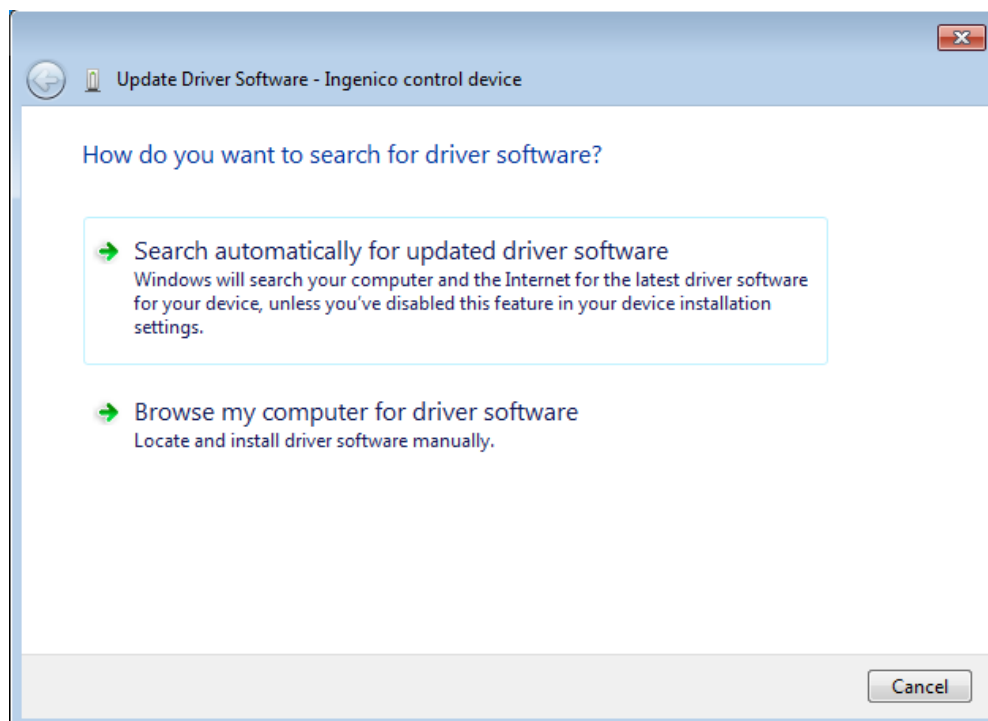 Update Driver Software - Ingenico control device
How do you want to search for driver software?
Search automatically for updated driver software
Windows will search your computer and the Internet for the latest driver software
for your device, unless you've disabled this feature in your device installation
settings.
Browse my computer for driver software
Locate and install driver software manually.
Cancel